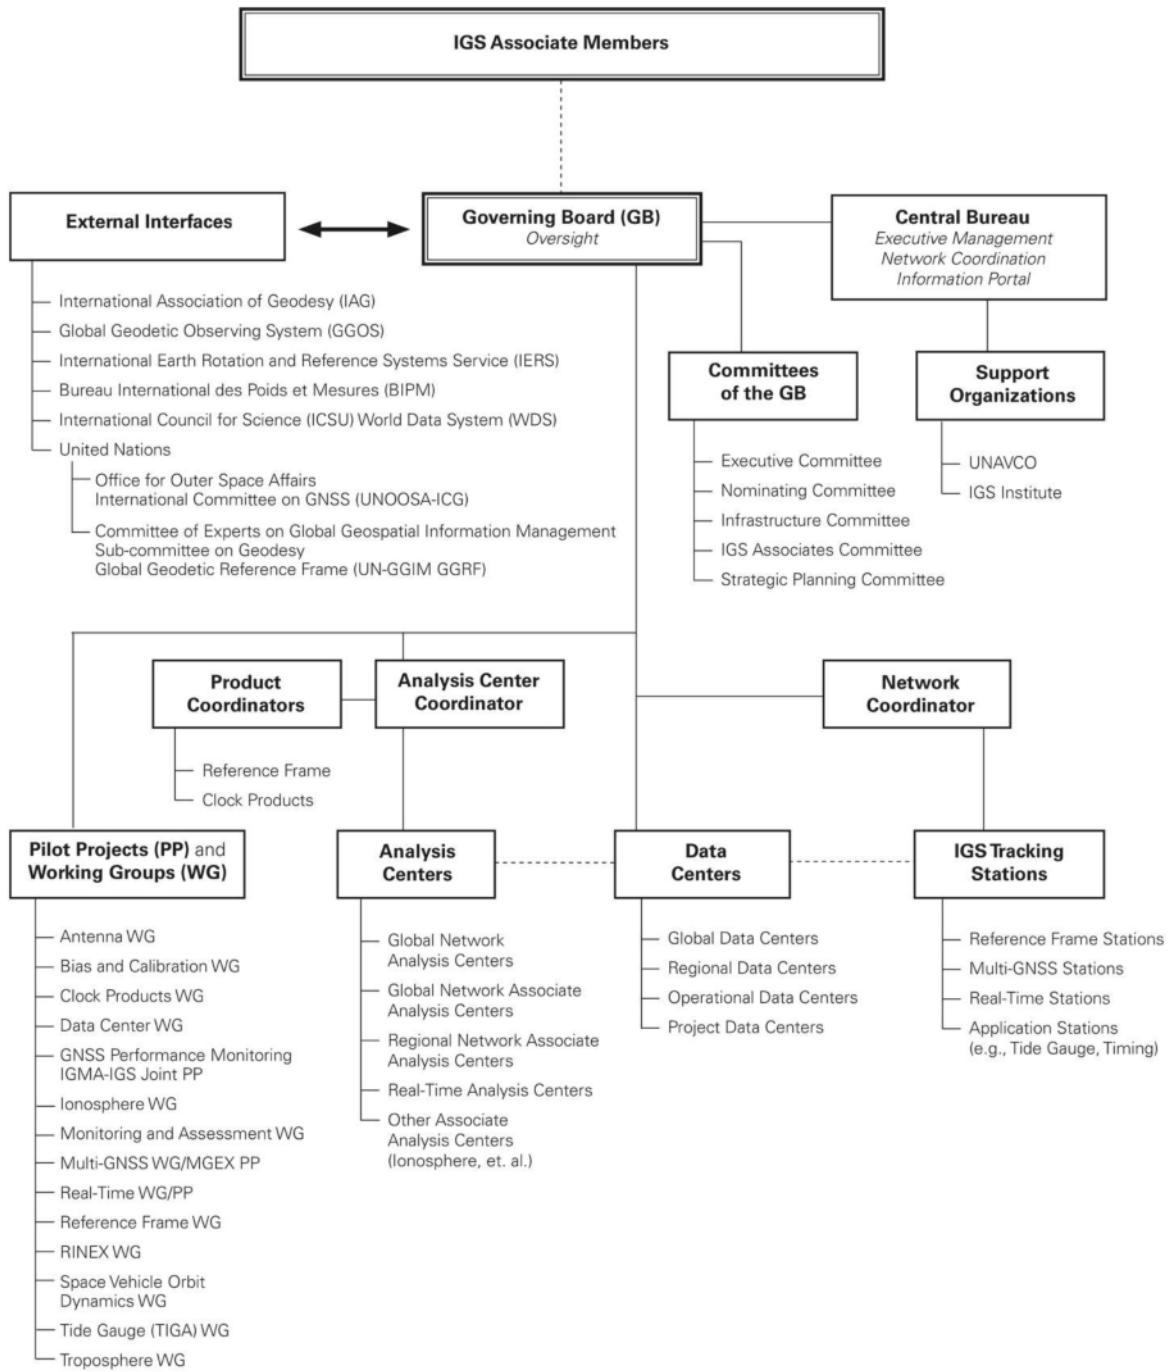 IGS Associate Members
External Interfaces
Governing Board (GB)
Oversight
Central Bureau
Executive Management
Network Coordination
Information Portal
International Association of Geodesy (IAG)
Global Geodetic Observing System (GGOS)
International Earth Rotation and Reference Systems Service (IERS)
Bureau International des Poids et Mesures (BIPM)
International Council for Science (ICSU) World Data System (WDS)
United Nations
Office for Outer Space Affairs
International Committee on GNSS (UNOOSA-ICG)
Committee of Experts on Global Geospatial Information Management
Sub-committee on Geodesy
Global Geodetic Reference Frame (UN-GGIM GGRF)
Committees
of the GB
Executive Committee
Nominating Committee
Infrastructure Committee
IGS Associates Committee
Strategic Planning Committee
Support
Organizations
UNAVCO
IGS Institute
Product
Coordinators
Reference Frame
Clock Products
Analysis Center
Coordinator
Network
Coordinator
Pilot Projects (PP) and
Working Groups (WG)
Antenna WG
Bias and Calibration WG
Clock Products WG
Data Center WG
GNSS Performance Monitoring
IGMA-IGS Joint PP
Ionosphere WG
Monitoring and Assessment WG
Multi-GNSS WG/MGEX PP
Real-Time WG/PP
Reference Frame WG
RINEX WG
Space Vehicle Orbit
Dynamics WG
Tide Gauge (TIGA) WG
Troposphere WG
Analysis
Centers
Global Network
Analysis Centers
Global Network Associate
Analysis Centers
Regional Network Associate
Analysis Centers
Real-Time Analysis Centers
Other Associate
Analysis Centers
(Ionosphere, et. al.)
Data
Centers
Global Data Centers
Regional Data Centers
Operational Data Centers
Project Data Centers
IGS Tracking
Stations
Reference Frame Stations
Multi-GNSS Stations
Real-Time Stations
Application Stations
(e.g., Tide Gauge, Timing)